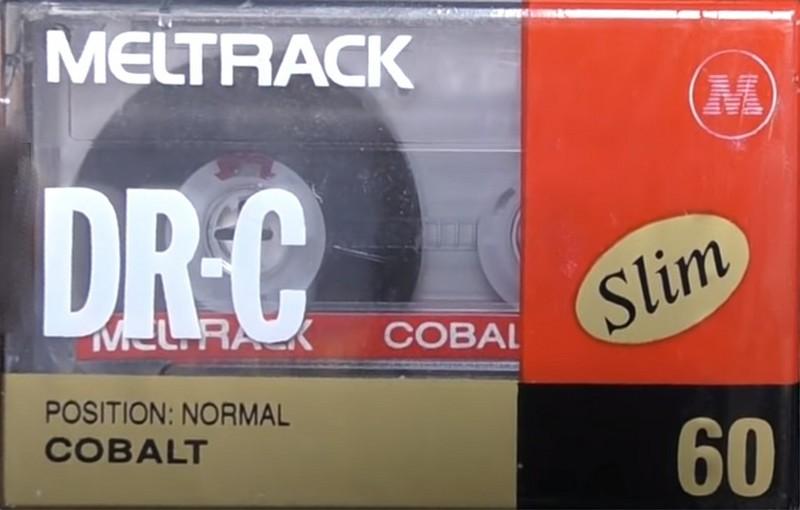 MELTRACK
M
DR-C
Slim
MELTRACK COBAL
POSITION: NORMAL
COBALT
60